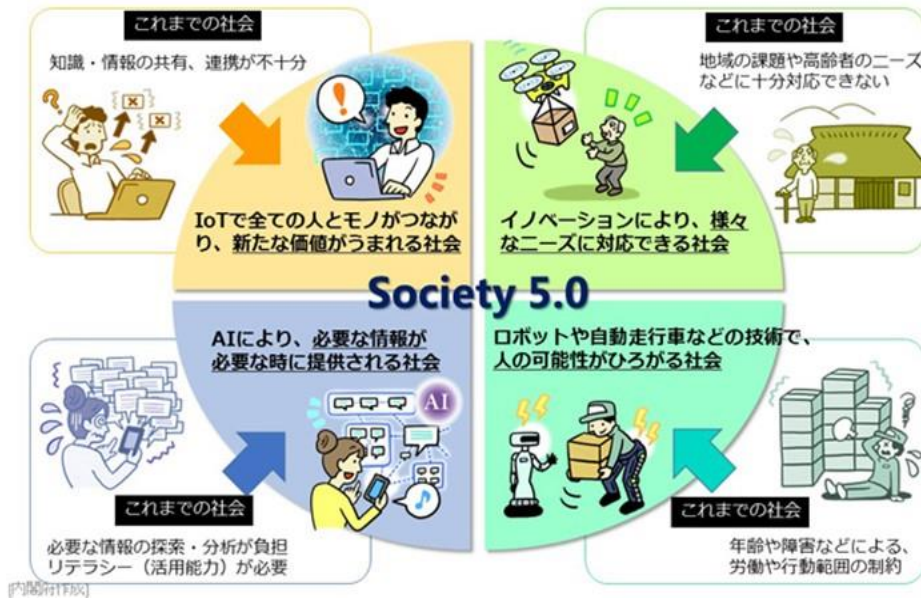 これまでの社会
知識・情報の共有、連携が不十分
これまでの社会
地域の課題や高齢者のニーズ
などに十分対応できない
IoTで全ての人とモノがつなが
り、新たな価値がうまれる社会
イノベーションにより、様々
なニーズに対応できる社会
Society 5.0
AIにより、必要な情報が
必要な時に提供される社会
AI
ロボットや自動走行車などの技術で、
人の可能性がひろがる社会
これまでの社会
必要な情報の探索・分析が負担
リテラシー（活用能力）が必要
これまでの社会
年齢や障害などによる、
労働や行動範囲の制約
[内閣府作成]